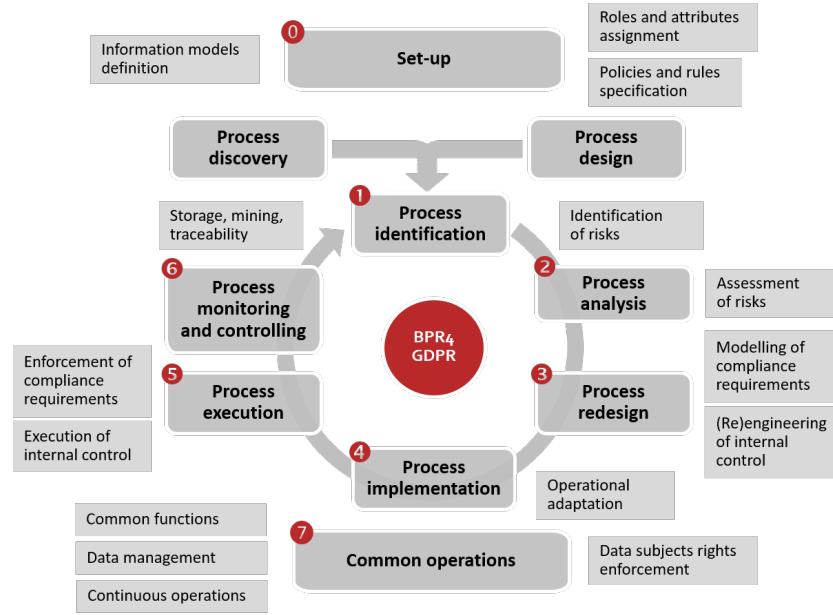 0
Set-up
Information models
definition
Roles and attributes
assignment
Policies and rules
specification
Process
discovery
Process
design
1
Process
identification
Storage, mining,
traceability
Identification
of risks
6
Process
monitoring
and controlling
2
Process
analysis
Assessment
of risks
BPR4
GDPR
Enforcement of
compliance
requirements
Execution of
internal control
5
Process
execution
3
Process
redesign
Modelling of
compliance
requirements
(Re)engineering
of internal
control
4
Process
implementation
Operational
adaptation
Common functions
Data management
Continuous operations
7
Common operations
Data subjects rights
enforcement